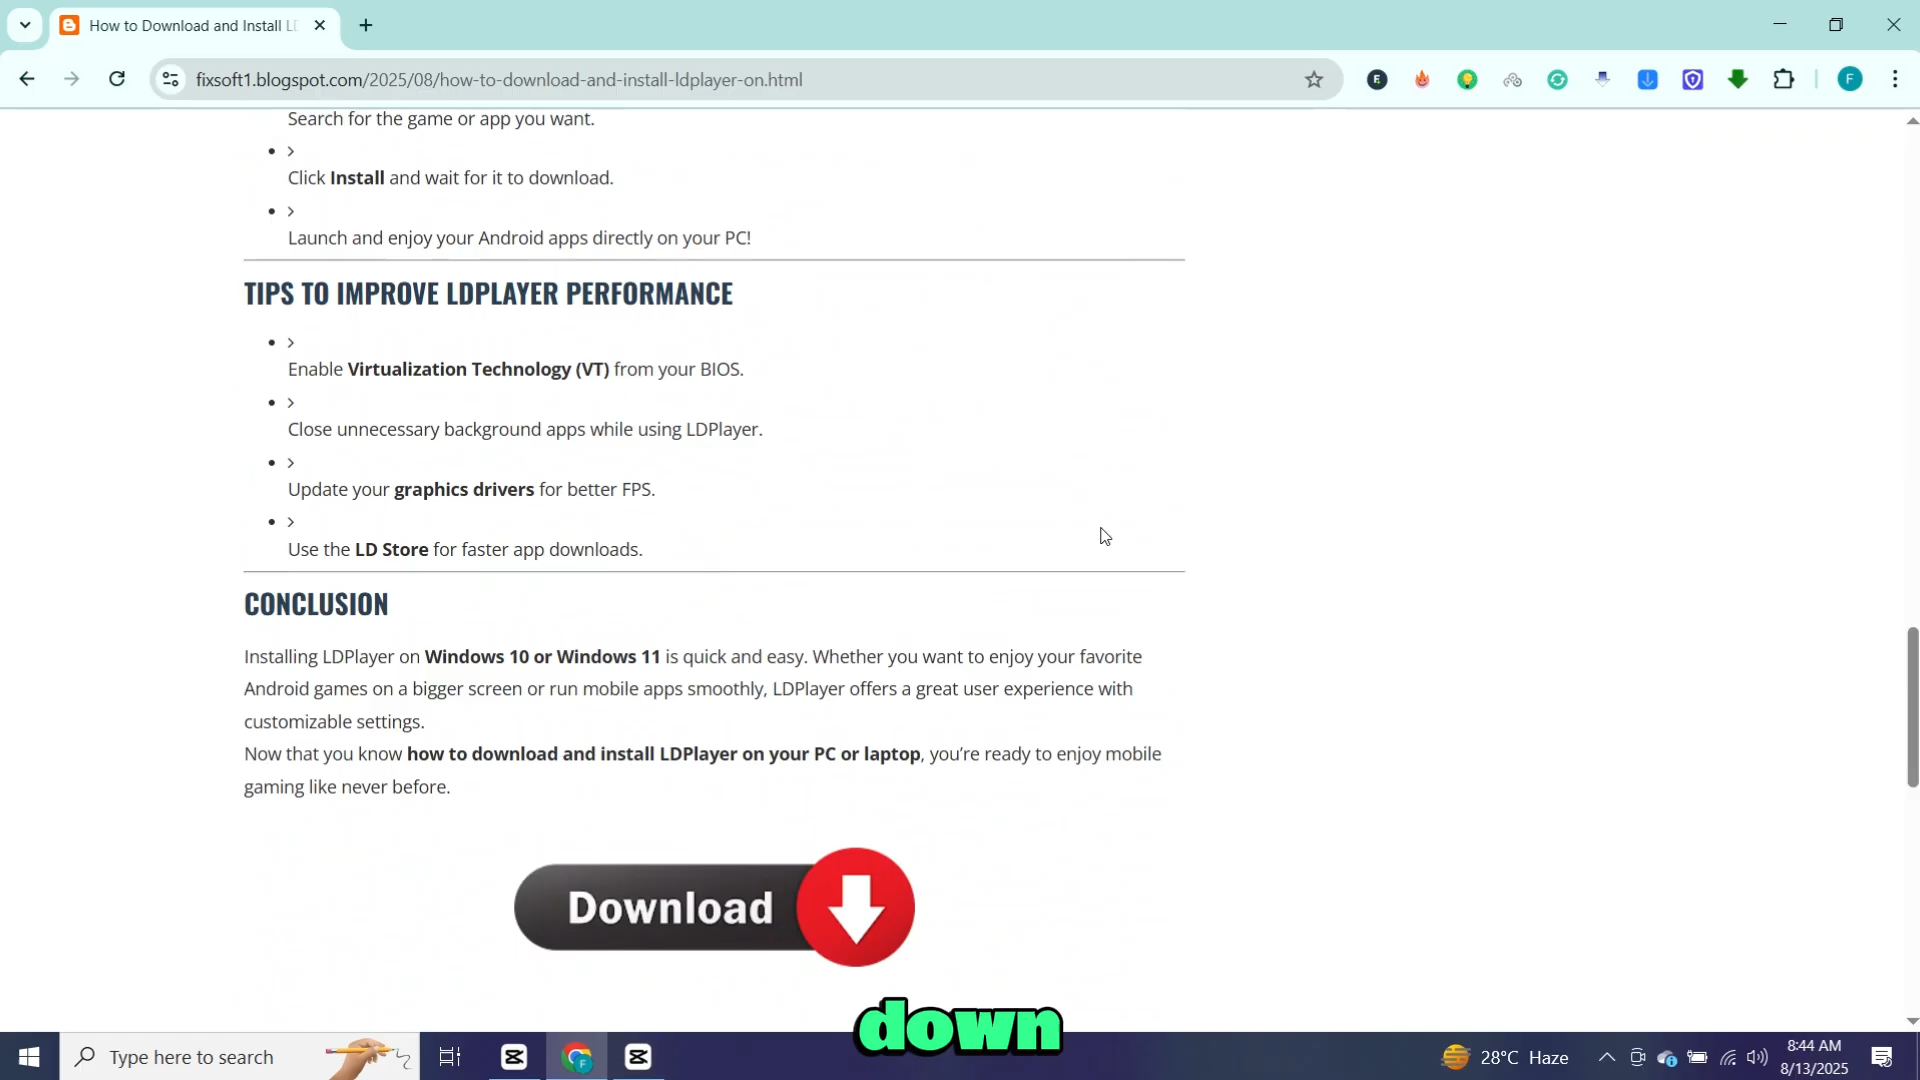 How to Download and Install LD
fixsoft1.blogspot.com/2025/08/how-to-download-and-install-ldplayer-on.html
F
Search for the game or app you want.
Click Install and wait for it to download.
Launch and enjoy your Android apps directly on your PC!
TIPS TO IMPROVE LDPLAYER PERFORMANCE
Enable Virtualization Technology (VT) from your BIOS.
Close unnecessary background apps while using LDPlayer.
Update your graphics drivers for better FPS.
Use the LD Store for faster app downloads.
CONCLUSION
Installing LDPlayer on Windows 10 or Windows 11 is quick and easy. Whether you want to enjoy your favorite
Android games on a bigger screen or run mobile apps smoothly, LDPlayer offers a great user experience with
customizable settings.
Now that you know how to download and install LDPlayer on your PC or laptop, you’re ready to enjoy mobile
gaming like never before.
Download
down
Type here to search
28°C Haze
8:44 AM
8/13/2025